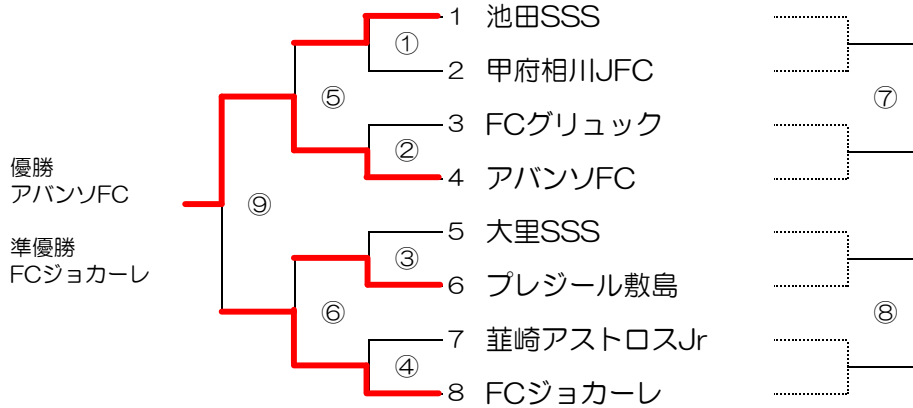 1 池田SSS
①
2 甲府相川JFC
⑤
⑦
3 FCグリュック
②
4 アバンソFC
優勝
アバンソFC
⑨
準優勝
FCジョカーレ
5 大里SSS
③
6 プレジール敷島
⑥
⑧
7 韮崎アストロスJr
④
8 FCジョカーレ